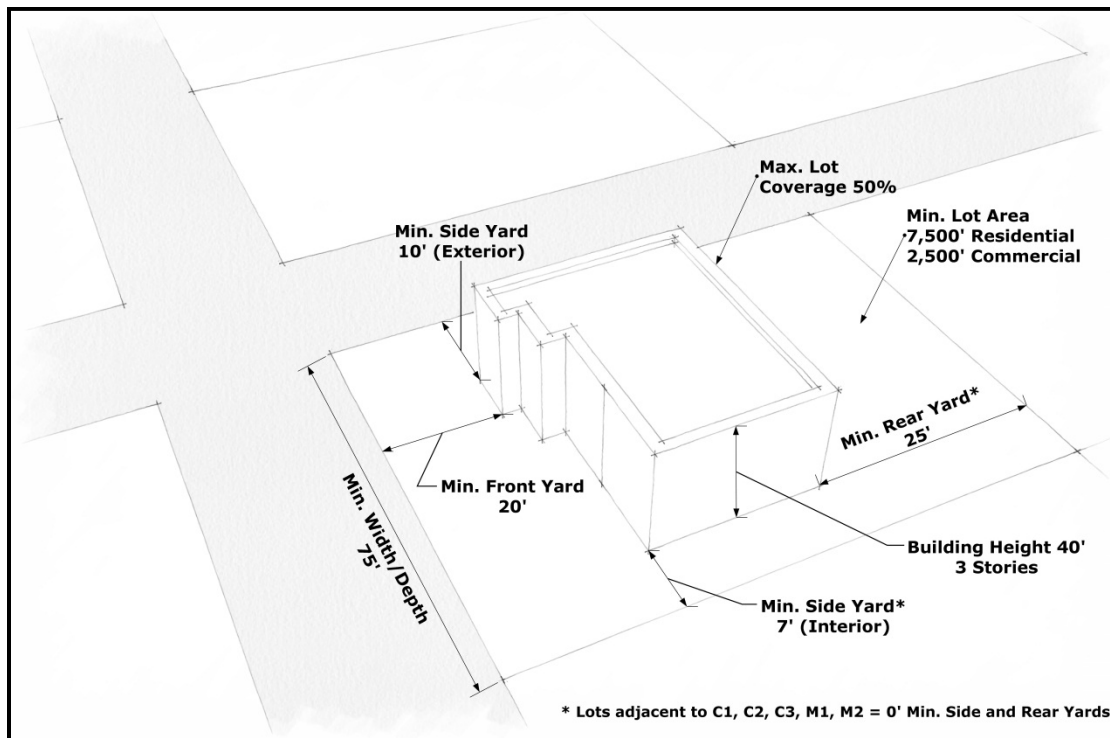 Max. Lot
Coverage 50%
Min. Lot Area
7,500' Residential
2,500' Commercial
Min. Side Yard
10' (Exterior)
Min. Rear Yard*
25'
Min. Front Yard
20'
Min. Width/Depth
75'
Building Height 40'
3 Stories
Min. Side Yard*
7' (Interior)
* Lots adjacent to C1, C2, C3, M1, M2 = 0' Min. Side and Rear Yards